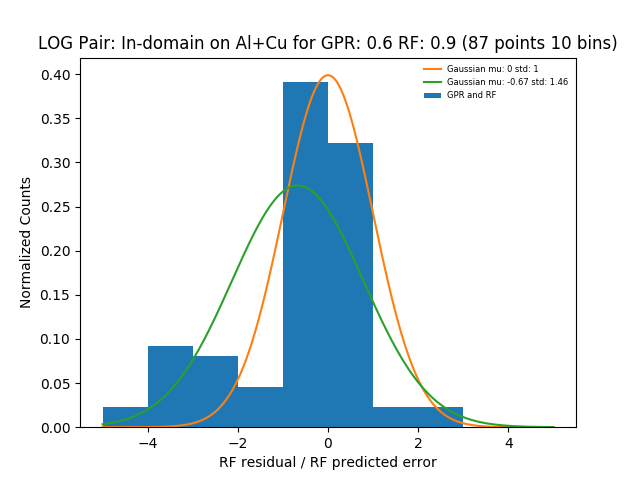 LOG Pair: In-domain on Al+Cu for GPR: 0.6 RF: 0.9 (87 points 10 bins)
Gaussian mu: 0 std: 1
Gaussian mu: -0.67 std: 1.46
GPR and RF
Normalized Counts
0.40
0.35
0.30
0.25
0.20
0.15
0.10
0.05
0.00
−4 −2 0 2 4
RF residual / RF predicted error